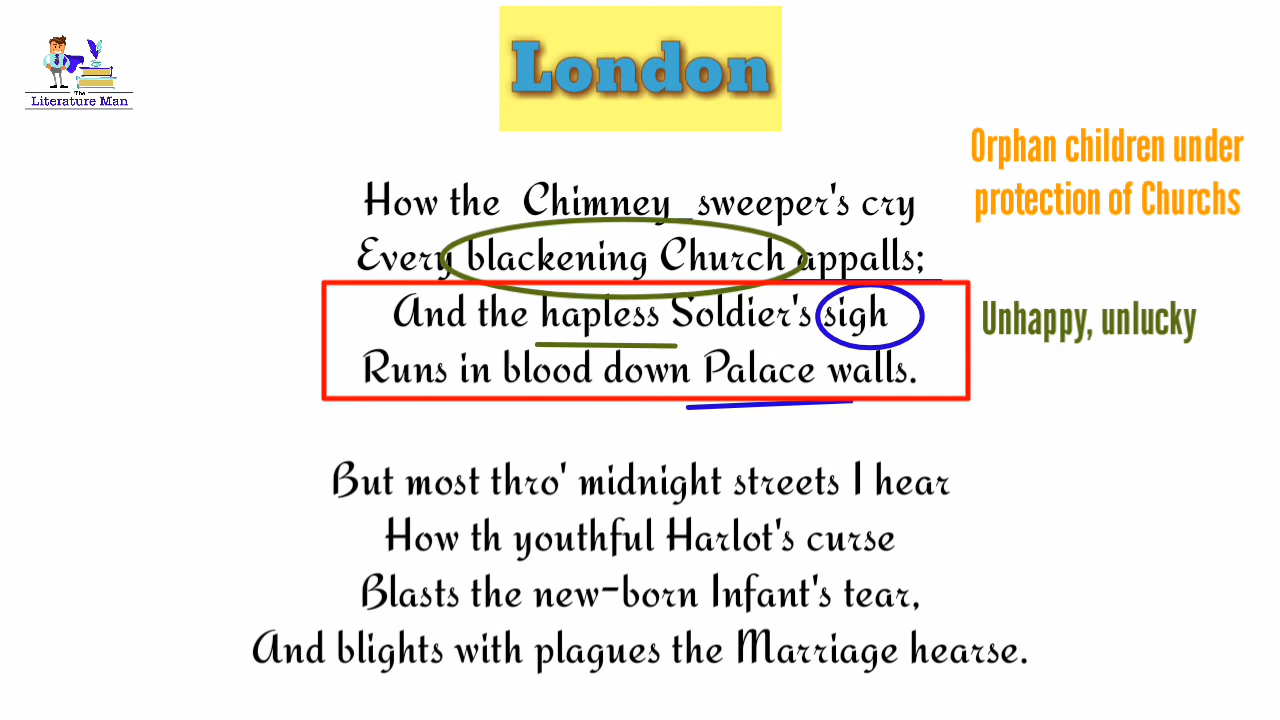 London
The
Literature Man
Orphan children under
protection of Churchs
How the Chimney_sweeper's cry
Every blackening Church appalls;
And the hapless Soldier's sigh
Unhappy, unlucky
Runs in blood down Palace walls.
But most thro' midnight streets I hear
How th youthful Harlot's curse
Blasts the new-born Infant's tear,
And blights with plagues the Marriage hearse.